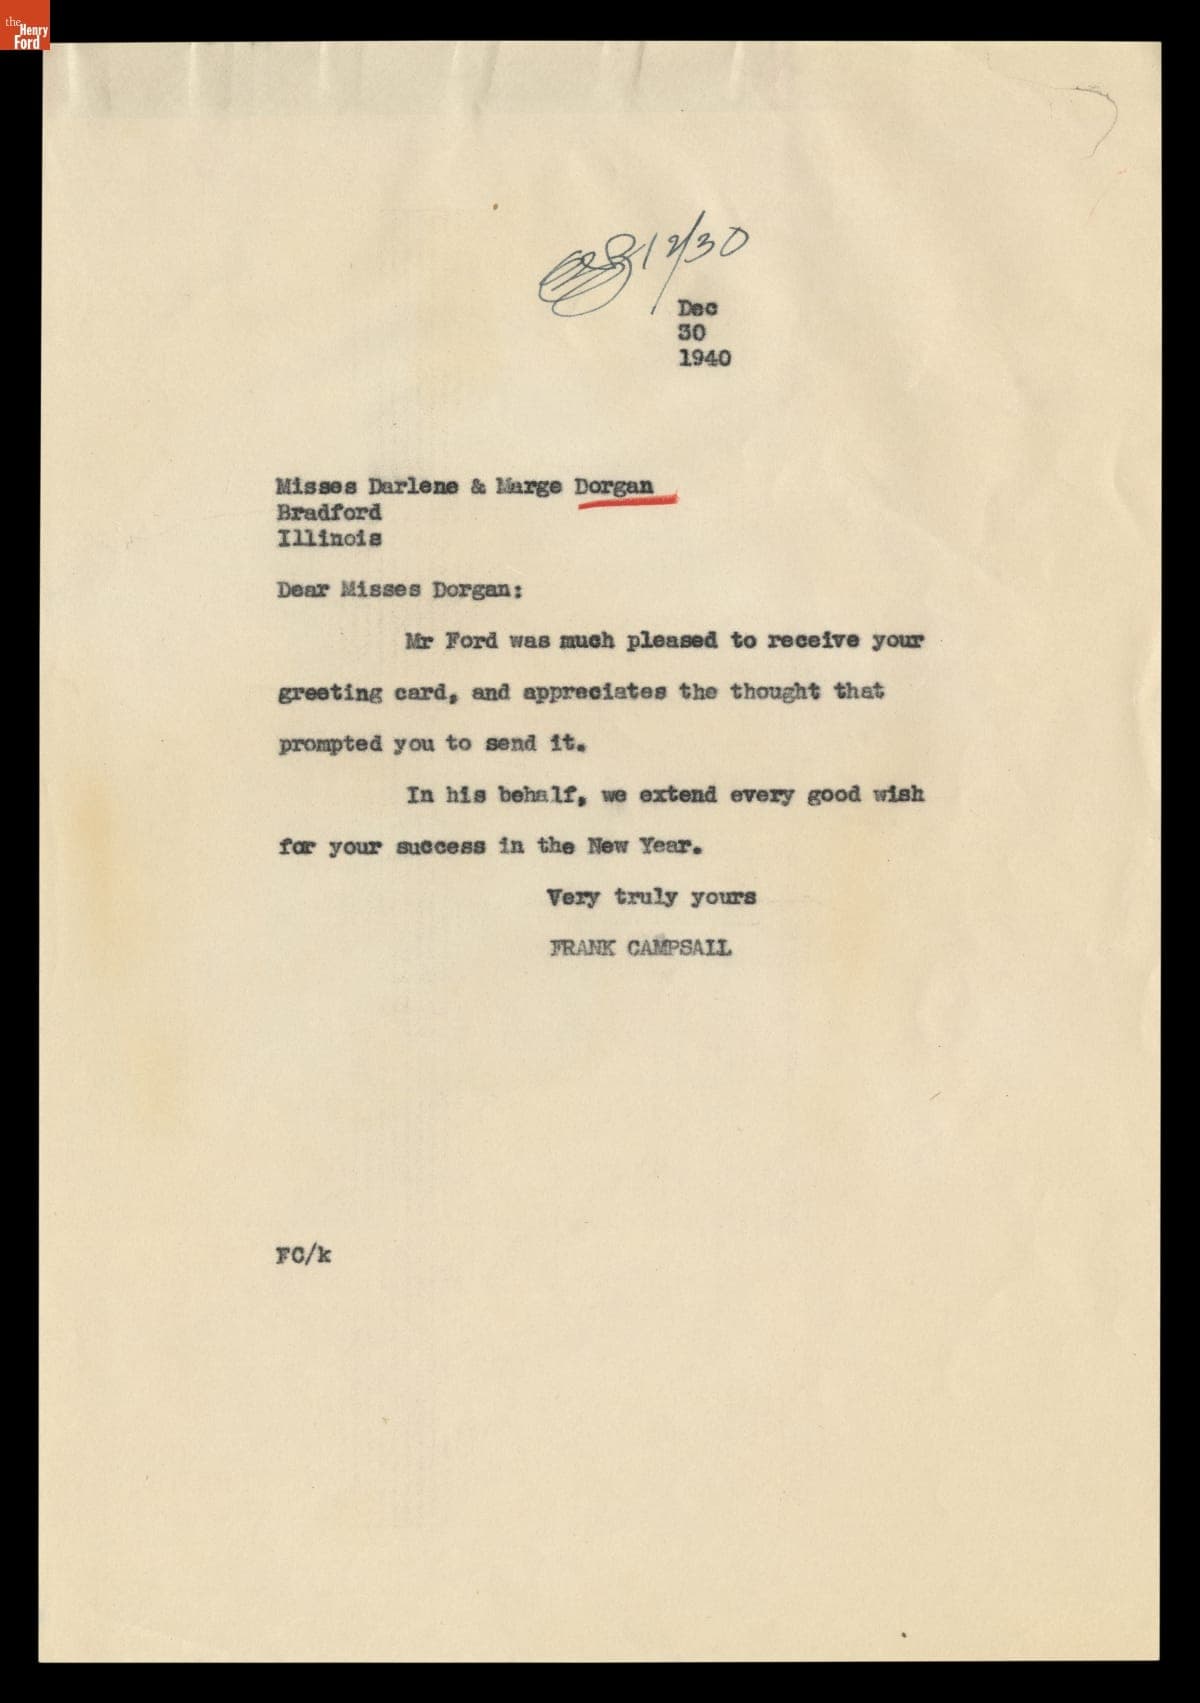 the
Henry
Ford
12/30
Dec
30
1940
Misses Darlene & Marge Dorgan
Bradford
Illinois
Dear Misses Dorgan:
Mr Ford was much pleased to receive your
greeting card, and appreciates the thought that
prompted you to send it.
In his behalf, we extend every good wish
for your success in the New Year.
Very truly yours
FRANK CAMPSALL
FC/k